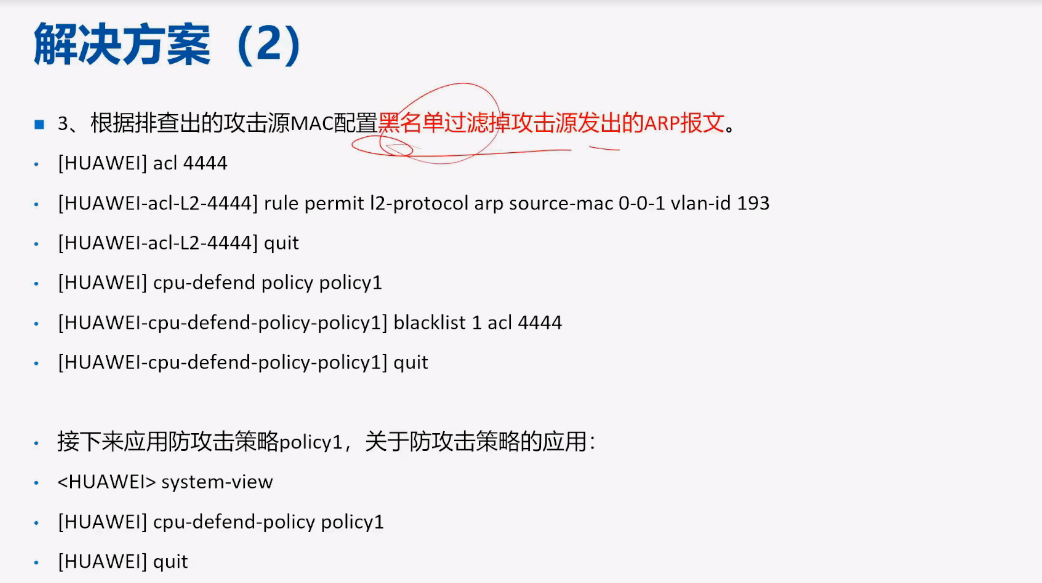 解决方案（2）
3、根据排查出的攻击源MAC配置黑名单过滤掉攻击源发出的ARP报文。
[HUAWEI] acl 4444
[HUAWEI-acl-L2-4444] rule permit l2-protocol arp source-mac 0-0-1 vlan-id 193
[HUAWEI-acl-L2-4444] quit
[HUAWEI] cpu-defend policy policy1
[HUAWEI-cpu-defend-policy-policy1] blacklist 1 acl 4444
[HUAWEI-cpu-defend-policy-policy1] quit
接下来应用防攻击策略policy1，关于防攻击策略的应用：
<HUAWEI> system-view
[HUAWEI] cpu-defend-policy policy1
[HUAWEI] quit